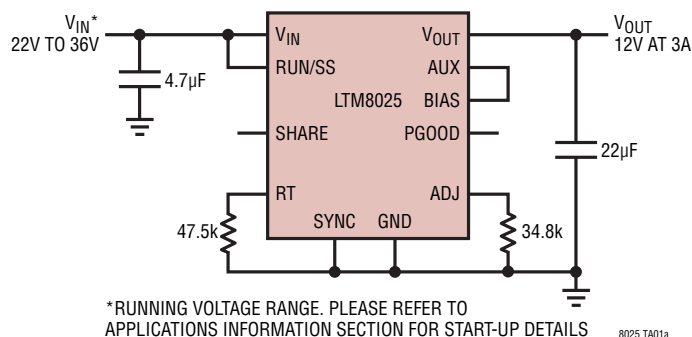 VIN*
22V TO 36V
4.7µF
VIN
RUN/SS
SHARE
RT
47.5k
SYNC
GND
LTM8025
VOUT
AUX
BIAS
PGOOD
ADJ
34.8k
VOUT
12V AT 3A
22µF
*RUNNING VOLTAGE RANGE. PLEASE REFER TO
APPLICATIONS INFORMATION SECTION FOR START-UP DETAILS
8025 TA01a